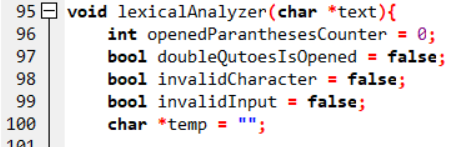 95 void lexicalAnalyzer(char *text){
96 int openedParanthesesCounter = 0;
97 bool doubleQutoesIsOpened = false;
98 bool invalidCharacter = false;
99 bool invalidInput = false;
100 char *temp = "";
101